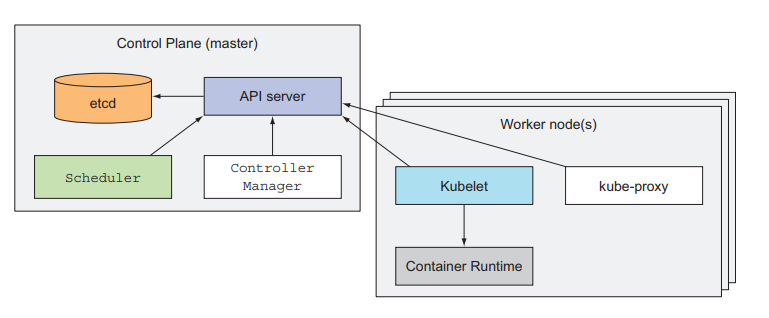 Control Plane (master)
etcd
API server
Scheduler
Controller
Manager
Worker node(s)
Kubelet
kube-proxy
Container Runtime